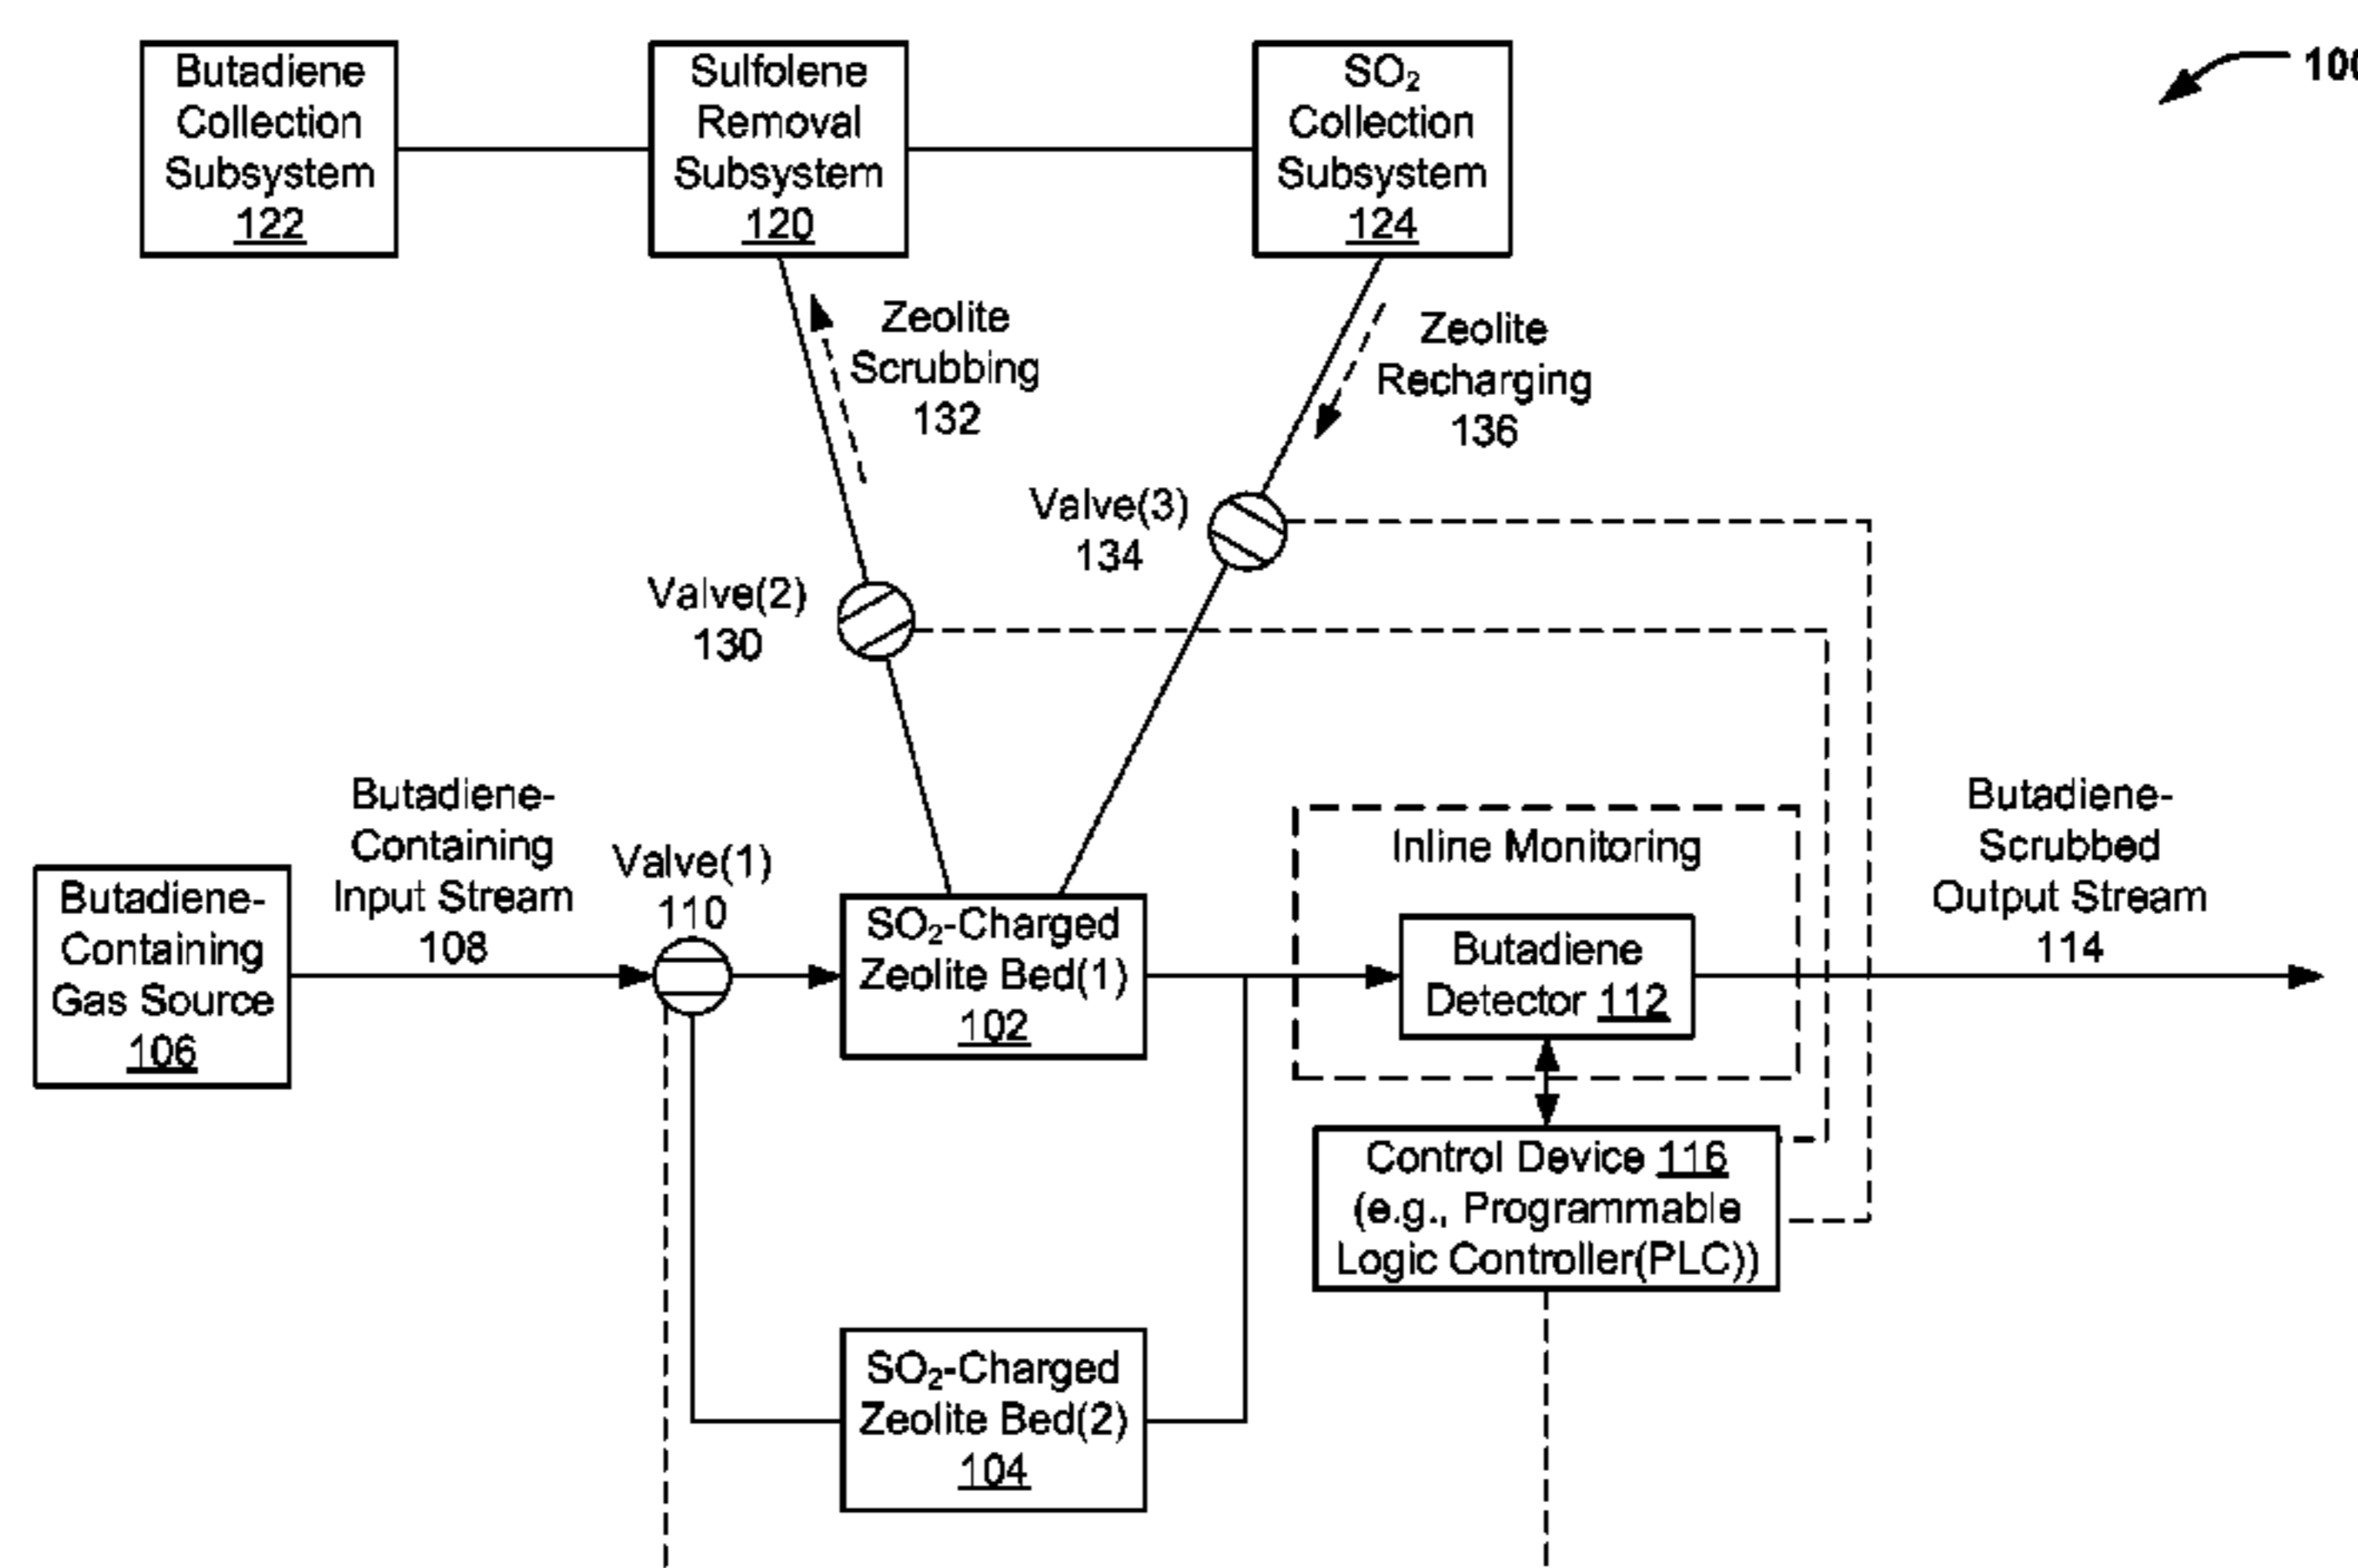 Butadiene
Collection
Subsystem
122
Sulfolene
Removal
Subsystem
120
SO₂
Collection
Subsystem
124
Zeolite
Scrubbing
132
Zeolite
Recharging
136
Valve(3)
134
Valve(2)
130
Butadiene-
Containing
Input Stream
108
Valve(1)
110
Butadiene-
Containing
Gas Source
106
SO₂-Charged
Zeolite Bed(1)
102
Inline Monitoring
Butadiene
Detector 112
Butadiene-
Scrubbed
Output Stream
114
Control Device 116
(e.g., Programmable
Logic Controller(PLC))
SO₂-Charged
Zeolite Bed(2)
104